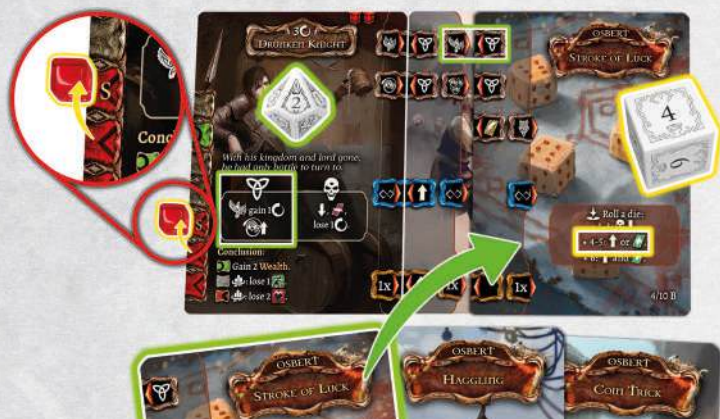 3
DRUNKEN KNIGHT
OSBERT
STROKE OF LUCK
2
4
6
S
S
Conc
With his kingdom and lord gone,
he had only bottle to turn to.
gain 1
lose 1
Conclusion:
Gain 2 Wealth.
: lose 1
: lose 2
1x
1x
1x
Roll a die:
• 4-5: or
and
4/10 B
OSBERT
STROKE OF LUCK
OSBERT
HAGGLING
OSBERT
COIN TRICK